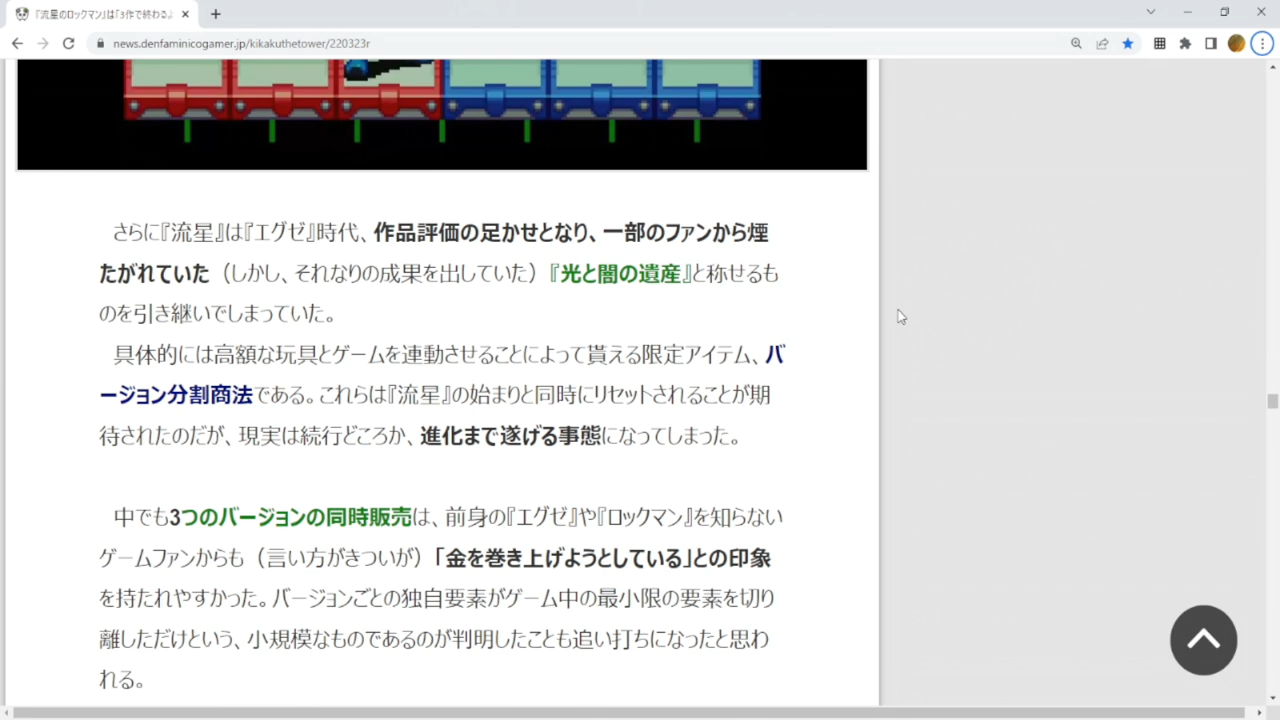 『流星のロックマン』は「3作で終わるよ
news.denfaminicogamer.jp/kikakuthetower/220323r
さらに『流星』は『エグゼ』時代、作品評価の足かせとなり、一部のファンから煙
たがれていた（しかし、それなりの成果を出していた）『光と闇の遺産』と称せるも
のを引き継いでしまっていた。
具体的には高額な玩具とゲームを連動させることによって貰える限定アイテム、バ
ージョン分割商法である。これらは『流星』の始まりと同時にリセットされることが期
待されたのだが、現実は続行どころか、進化まで遂げる事態になってしまった。
中でも3つのバージョンの同時販売は、前身の『エグゼ』や『ロックマン』を知らない
ゲームファンからも（言い方がきついが）「金を巻き上げようとしている」との印象
を持たれやすかった。バージョンごとの独自要素がゲーム中の最小限の要素を切り
離しただけという、小規模なものであるのが判明したことも追い打ちになったと思わ
れる。